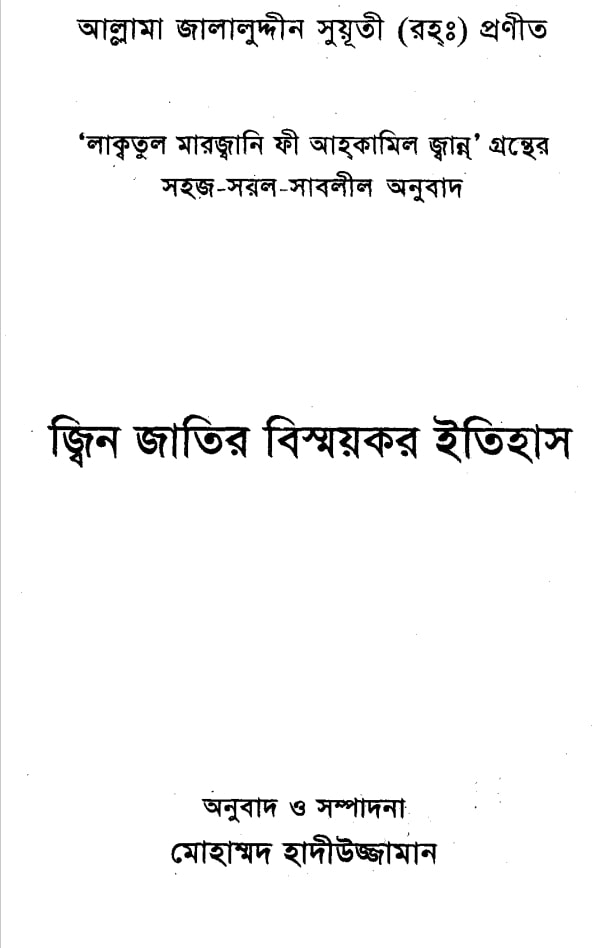 আল্লামা জালালুদ্দীন সুয়ূতী (রহ্ঃ) প্রণীত
‘লাক্বতুল মারজ্বানি ফী আহ্কামিল জ্বান্ন্’ গ্রন্থের
সহজ-সরল-সাবলীল অনুবাদ
জ্বিন জাতির বিস্ময়কর ইতিহাস
অনুবাদ ও সম্পাদনা
মোহাম্মদ হাদীউজ্জামান